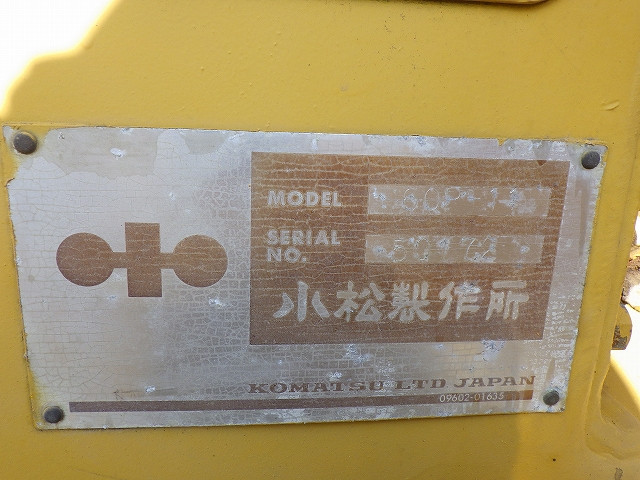 MODEL
SERIAL
NO.
小松製作所
KOMATSU LTD JAPAN
09602-01635